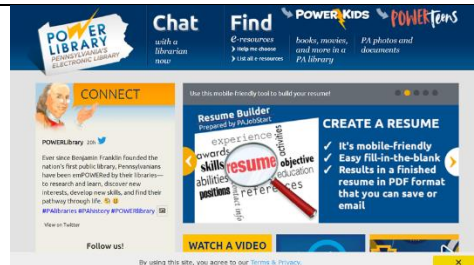 POWER
LIBRARY
PENNSYLVANIA'S
ELECTRONIC LIBRARY
Chat
with a
librarian
now
Find
e-resources
> Help me choose
> List all e-resources
POWER KIDS
books, movies,
and more in a
PA library
POWERTeens
PA photos and
documents
CONNECT
POWERLibrary 20h
Ever since Benjamin Franklin founded the
nation's first public library, Pennsylvanians
have been emPOWERed by their libraries—
to research and learn, discover new
interests, develop new skills, and find their
pathway through life.
#PAlibraries #PAhistory #POWERlibrary
View on Twitter
Follow us!
Use this mobile-friendly tool to build your resume!
Resume Builder
Prepared by PAJobStart
experience
activities
awards
skills
resume
objective
abilities
education
positions
references
CREATE A RESUME
✓ It's mobile-friendly
✓ Easy fill-in-the-blank
✓ Results in a finished
resume in PDF format
that you can save or
email
WATCH A VIDEO
By using this site, you agree to our Terms & Privacy.
×